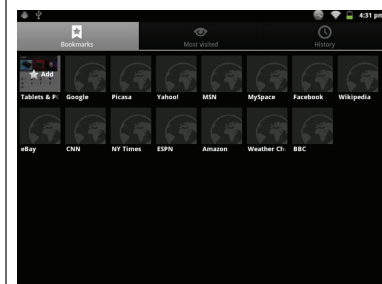 4:31 pm
Bookmarks Most visited History
Add
Tablets & P(
Google Picasa Yahoo! MSN MySpace Facebook Wikipedia
eBay CNN NY Times ESPN Amazon Weather Ch. BBC